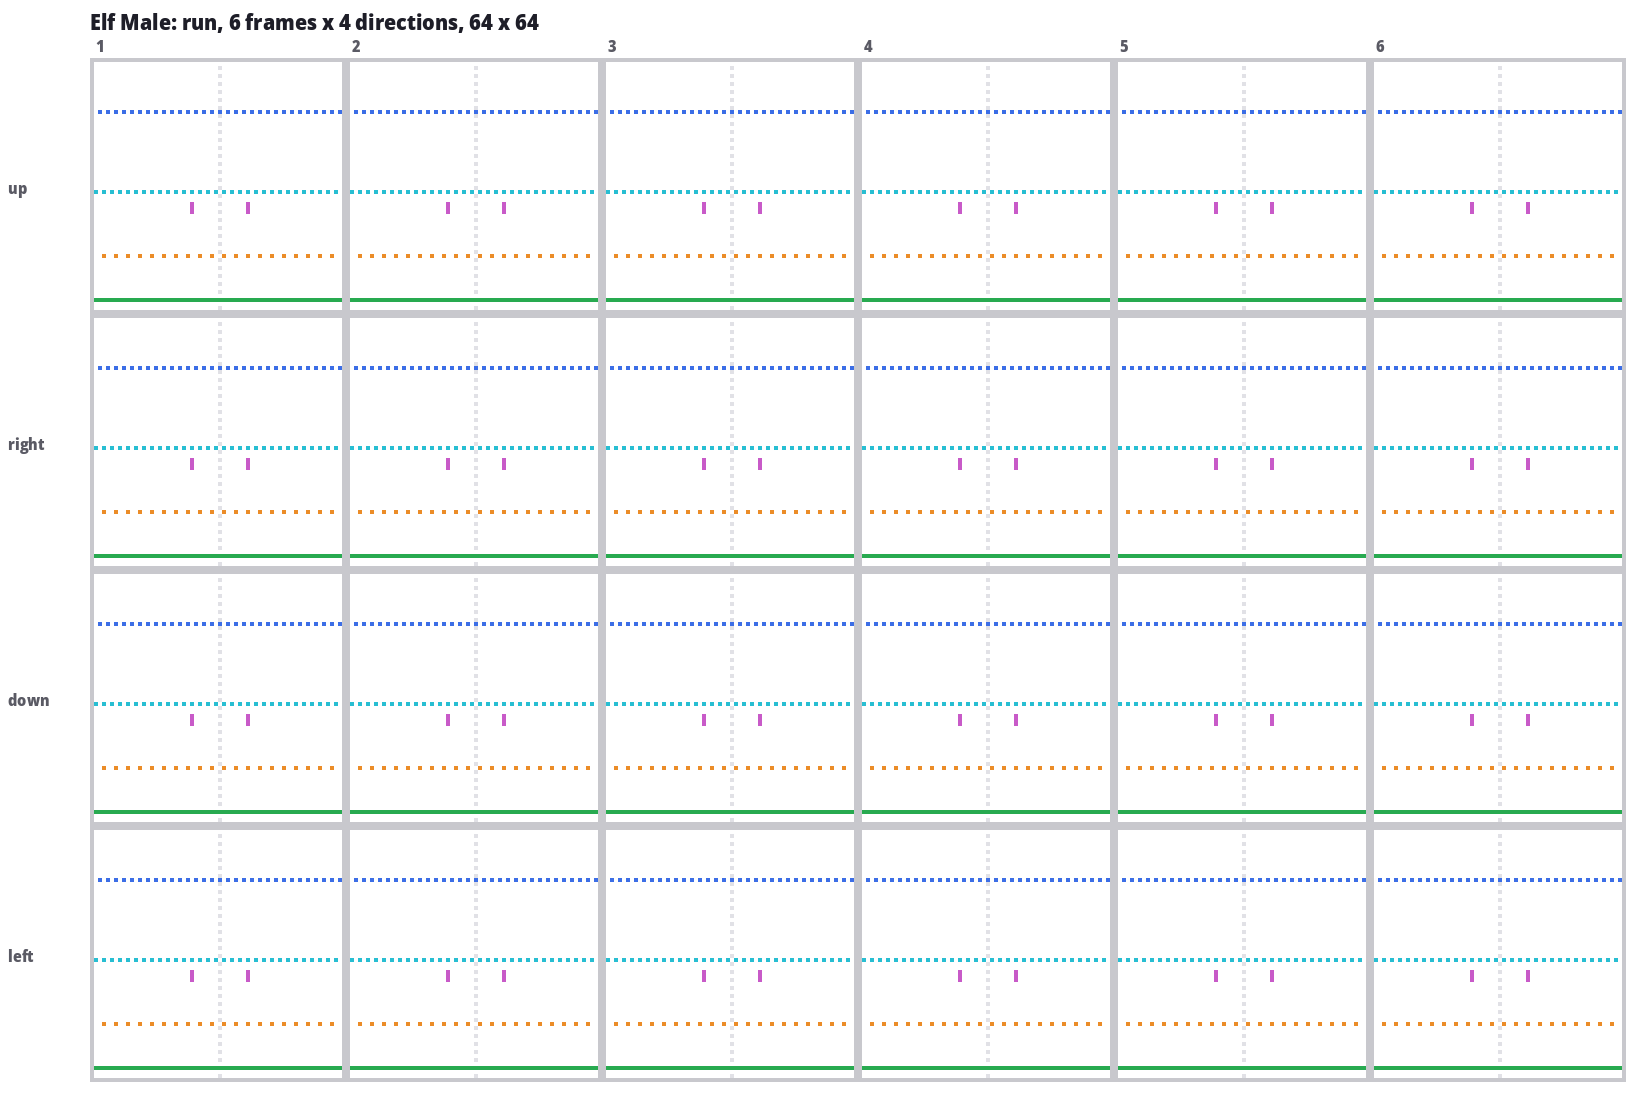 Elf Male: run, 6 frames x 4 directions, 64 x 64
1 2 3 4 5 6
up
right
down
left